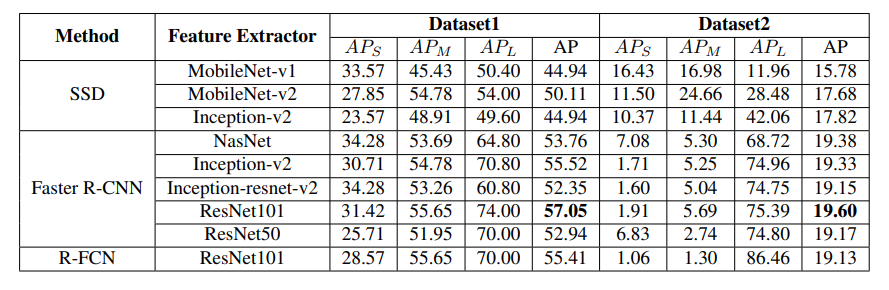 Method Feature Extractor Dataset1 Dataset2
AP_S AP_M AP_L AP AP_S AP_M AP_L AP
SSD MobileNet-v1 33.57 45.43 50.40 44.94 16.43 16.98 11.96 15.78
MobileNet-v2 27.85 54.78 54.00 50.11 11.50 24.66 28.48 17.68
Inception-v2 23.57 48.91 49.60 44.94 10.37 11.44 42.06 17.82
Faster R-CNN NasNet 34.28 53.69 64.80 53.76 7.08 5.30 68.72 19.38
Inception-v2 30.71 54.78 70.80 55.52 1.71 5.25 74.96 19.33
Inception-resnet-v2 34.28 53.26 60.80 52.35 1.60 5.04 74.75 19.15
ResNet101 31.42 55.65 74.00 57.05 1.91 5.69 75.39 19.60
ResNet50 25.71 51.95 70.00 52.94 6.83 2.74 74.80 19.17
R-FCN ResNet101 28.57 55.65 70.00 55.41 1.06 1.30 86.46 19.13